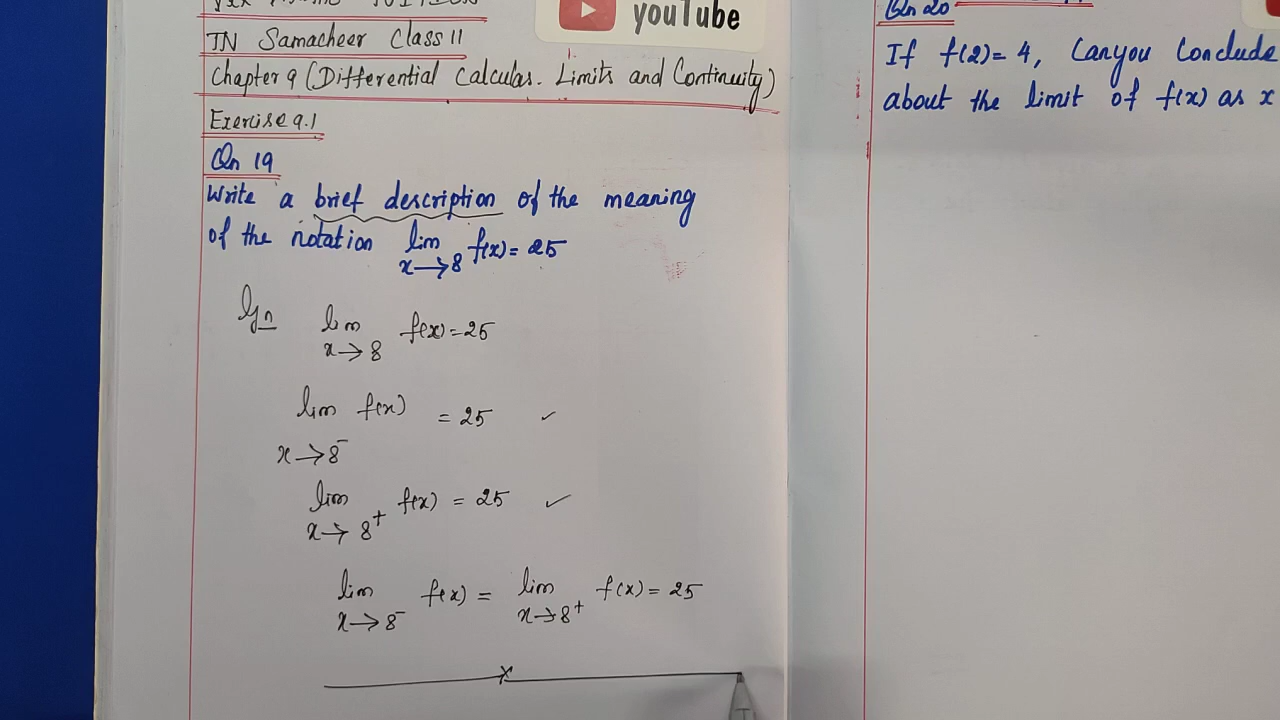 youTube
TN Samacheer Class 11
Chapter 9 (Differential Calculas. Limits and Continuity)
Exercise 9.1
Qn 19
Write a brief description of the meaning
of the notation lim x→8 f(x) = 25
Gn lim x→8 f(x) = 25
lim x→8⁻ f(x) = 25 ✓
lim x→8⁺ f(x) = 25 ✓
lim x→8⁻ f(x) = lim x→8⁺ f(x) = 25
x
Qn 20
If f(2) = 4, Can you Conclude
about the limit of f(x) as x